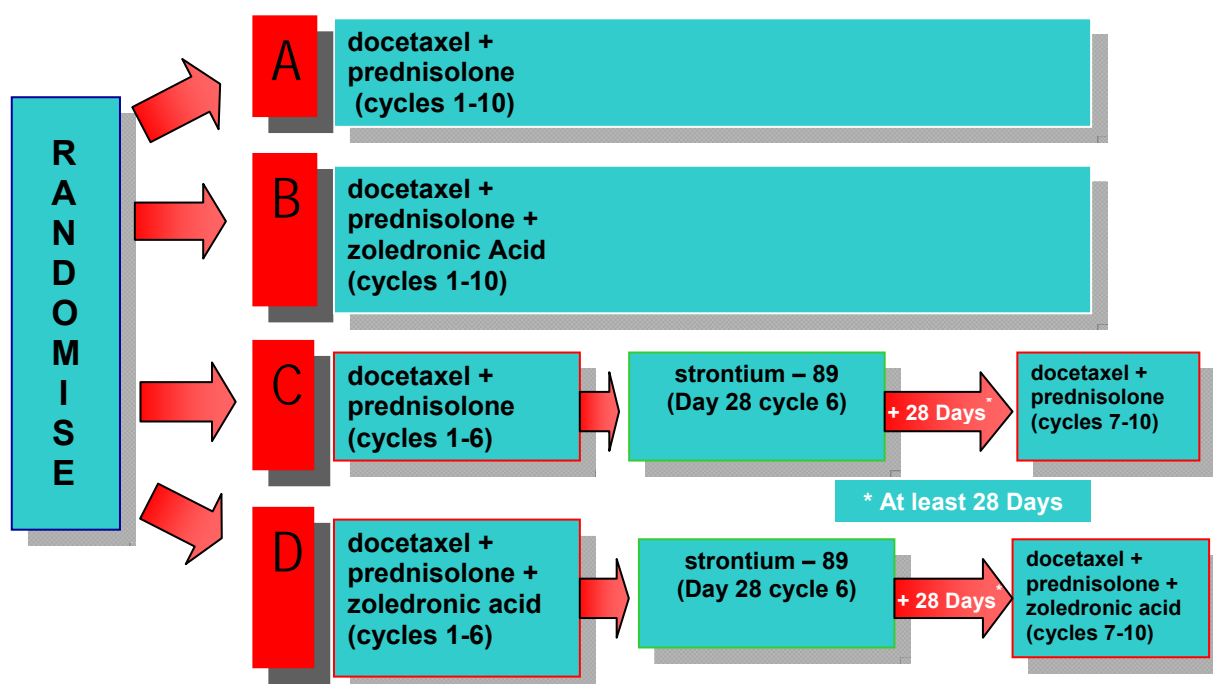 R
A
N
D
O
M
I
S
E
A
docetaxel +
prednisolone
(cycles 1-10)
B
docetaxel +
prednisolone +
zoledronic Acid
(cycles 1-10)
C
docetaxel +
prednisolone
(cycles 1-6)
strontium – 89
(Day 28 cycle 6)
+ 28 Days*
docetaxel +
prednisolone
(cycles 7-10)
* At least 28 Days
D
docetaxel +
prednisolone +
zoledronic acid
(cycles 1-6)
strontium – 89
(Day 28 cycle 6)
+ 28 Days*
docetaxel +
prednisolone +
zoledronic acid
(cycles 7-10)